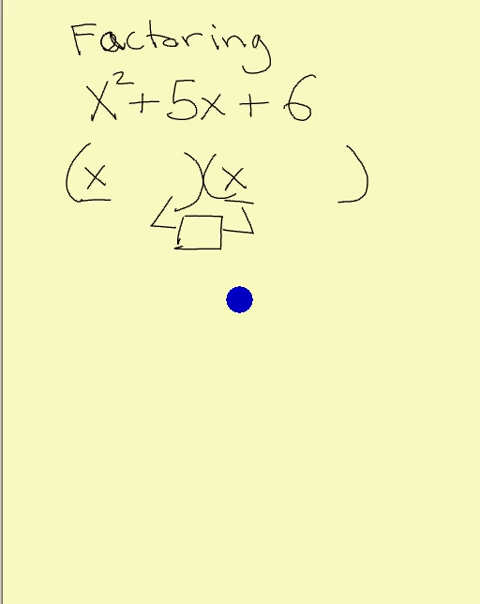 Factoring
x²+5x+6
(x )(x )